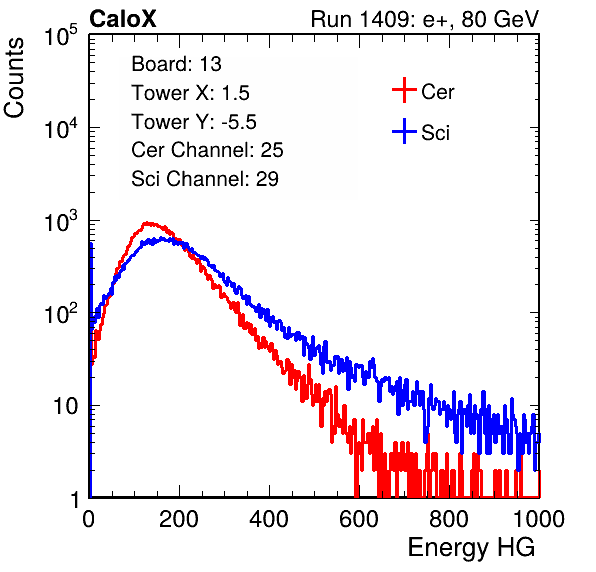 CaloX Run 1409: e+, 80 GeV
Counts
Board: 13
Tower X: 1.5
Tower Y: -5.5
Cer Channel: 25
Sci Channel: 29
Cer
Sci
10^5
10^4
10^3
10^2
10
1
0 200 400 600 800 1000
Energy HG